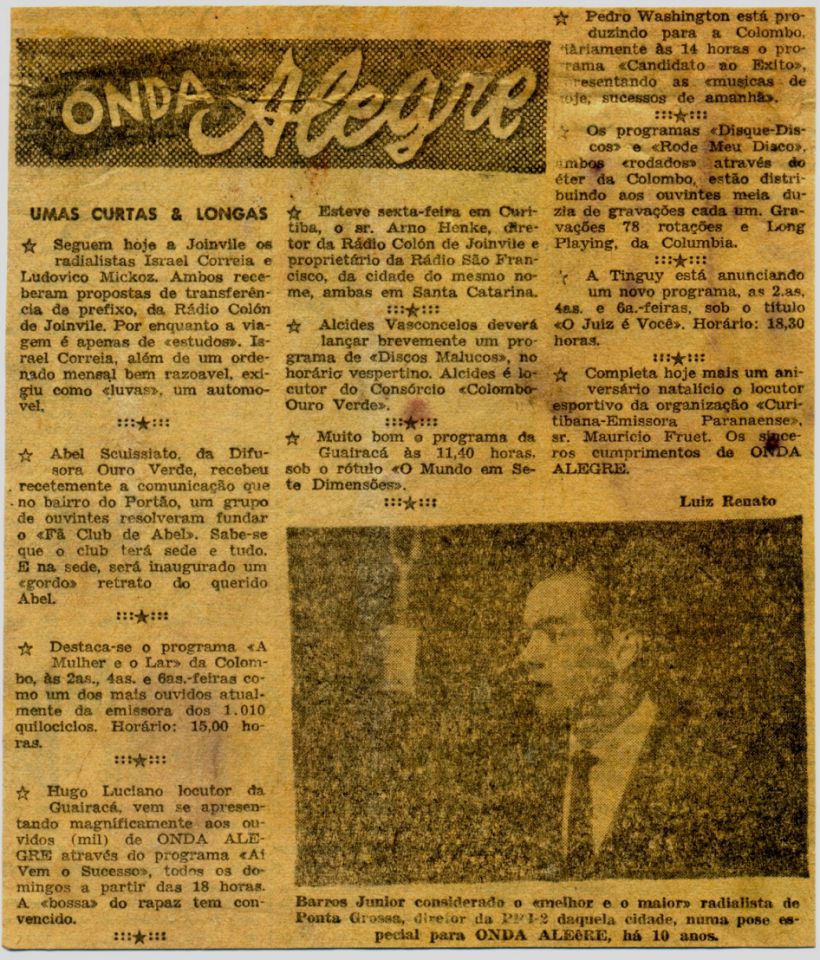 ONDA Alegre
UMAS CURTAS & LONGAS
Seguem hoje a Joinvile os
radialistas Israel Correia e
Ludovico Mickoz. Ambos rece-
beram propostas de transferên-
cia de prefixo, da Rádio Colón
de Joinvile. Por enquanto a via-
gem é apenas de «estudos». Is-
rael Correia, além de um orde-
nado mensal bem razoavel, exi-
giu como «luvas», um automo-
vel.
Abel Scuissiato, da Difu-
sora Ouro Verde, recebeu
recetemente a comunicação que
no bairro do Portão, um grupo
de ouvintes resolveram fundar
o «Fã Club de Abel». Sabe-se
que o club terá sede e tudo.
E na sede, será inaugurado um
«gordo» retrato do querido
Abel.
Destaca-se o programa «A
Mulher e o Lar» da Colom-
bo, às 2as., 4as. e 6as.-feiras co-
mo um dos mais ouvidos atual-
mente da emissora dos 1.010
quilociclos. Horário: 15,00 ho-
ras.
Hugo Luciano locutor da
Guairacá, vem se apresen-
tando magníficamente aos ou-
vidos (mil) de ONDA ALE-
GRE através do programa «Aí
Vem o Sucesso», todos os do-
mingos a partir das 18 horas.
A «bossa» do rapaz tem con-
vencido.
Esteve sexta-feira em Curi-
tiba, o sr. Arno Henke, dire-
tor da Rádio Colón de Joinvile e
proprietário da Rádio São Fran-
cisco, da cidade do mesmo no-
me, ambas em Santa Catarina.
Alcides Vasconcelos deverá
lançar brevemente um pro-
grama de «Discos Malucos», no
horário vespertino. Alcides é lo-
cutor do Consórcio «Colombo-
Ouro Verde».
Muito bom o programa da
Guairacá às 11,40 horas,
sob o rótulo «O Mundo em Se-
te Dimensões».
Pedro Washington está pro-
duzindo para a Colombo,
diàriamente às 14 horas o pro-
rama «Candidato ao Exito»,
presentando as «musicas de
oje, sucessos de amanhã».
Os programas «Disque-Dis-
cos» e «Rode Meu Disco».
ambos «rodados» através do
éter da Colombo, estão distri-
buindo aos ouvintes meia du-
zia de gravações cada um. Gra-
vações 78 rotações e Long
Playing, da Columbia.
A Tinguy está anunciando
um novo programa, as 2.as,
4as. e 6a.-feiras, sob o título
«O Juiz é Você». Horário: 18,30
horas.
Completa hoje mais um ani-
versário natalício o locutor
esportivo da organização «Curi-
tibana-Emissora Paranaense»,
sr. Mauricio Fruet. Os since-
ros cumprimentos de ONDA
ALEGRE.
Luiz Renato
Barros Junior considerado o «melhor e o maior» radialista de
Ponta Grossa, diretor da daquela cidade, numa pose es-
pecial para ONDA ALEGRE, há 10 anos.